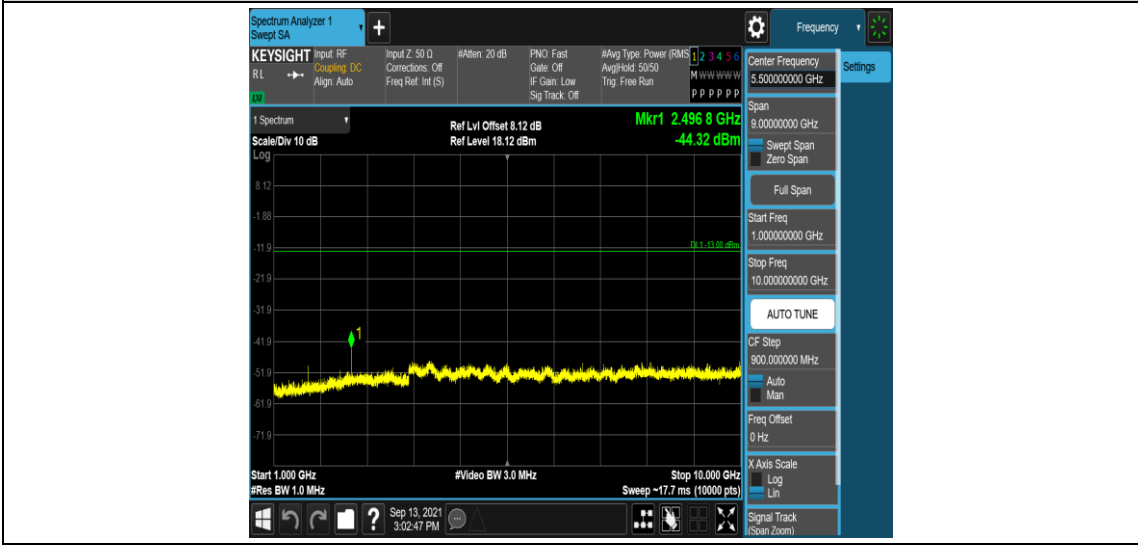 Spectrum Analyzer 1
Swept SA
+
Frequency
KEYSIGHT
RL
LM
Input: RF
Coupling: DC
Align: Auto
Input Z: 50 Ω
Corrections: Off
Freq Ref: Int (S)
#Atten: 20 dB
PNO: Fast
Gate: Off
IF Gain: Low
Sig Track: Off
#Avg Type: Power (RMS
Avg|Hold: 50/50
Trig: Free Run
1 2 3 4 5 6
M W W W W W
P P P P P P
1 Spectrum
Scale/Div 10 dB
Log
Ref Lvl Offset 8.12 dB
Ref Level 18.12 dBm
Mkr1 2.496 8 GHz
-44.32 dBm
8.12
-1.88
-11.9
DL1 -13.00 dBm
-21.9
-31.9
1
-41.9
-51.9
-61.9
-71.9
Start 1.000 GHz
#Res BW 1.0 MHz
#Video BW 3.0 MHz
Stop 10.000 GHz
Sweep ~17.7 ms (10000 pts)
?
Sep 13, 2021
3:02:47 PM
Center Frequency
5.500000000 GHz
Settings
Span
9.00000000 GHz
Swept Span
Zero Span
Full Span
Start Freq
1.000000000 GHz
Stop Freq
10.000000000 GHz
AUTO TUNE
CF Step
900.000000 MHz
Auto
Man
Freq Offset
0 Hz
X Axis Scale
Log
Lin
Signal Track
(Span Zoom)